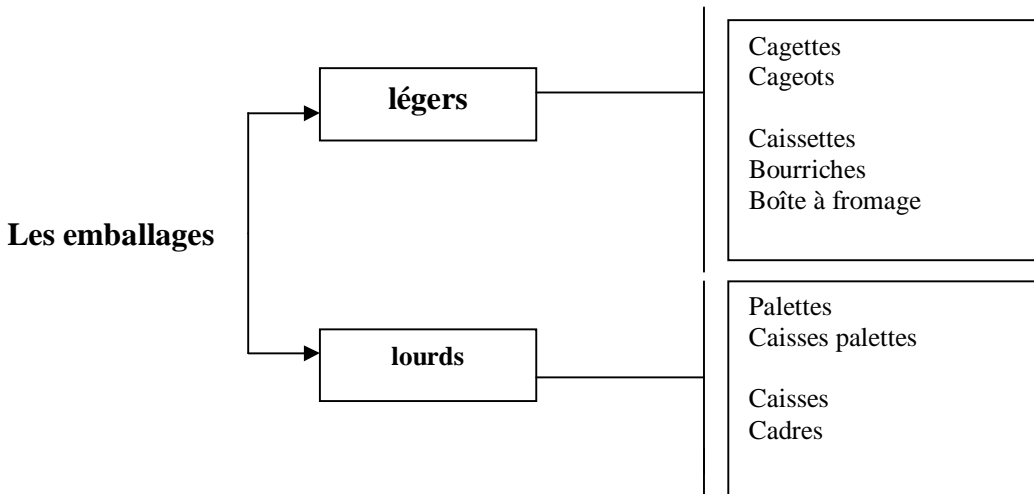 Les emballages
légers
Cagettes
Cageots
Caissettes
Bourriches
Boîte à fromage
lourds
Palettes
Caisses palettes
Caisses
Cadres